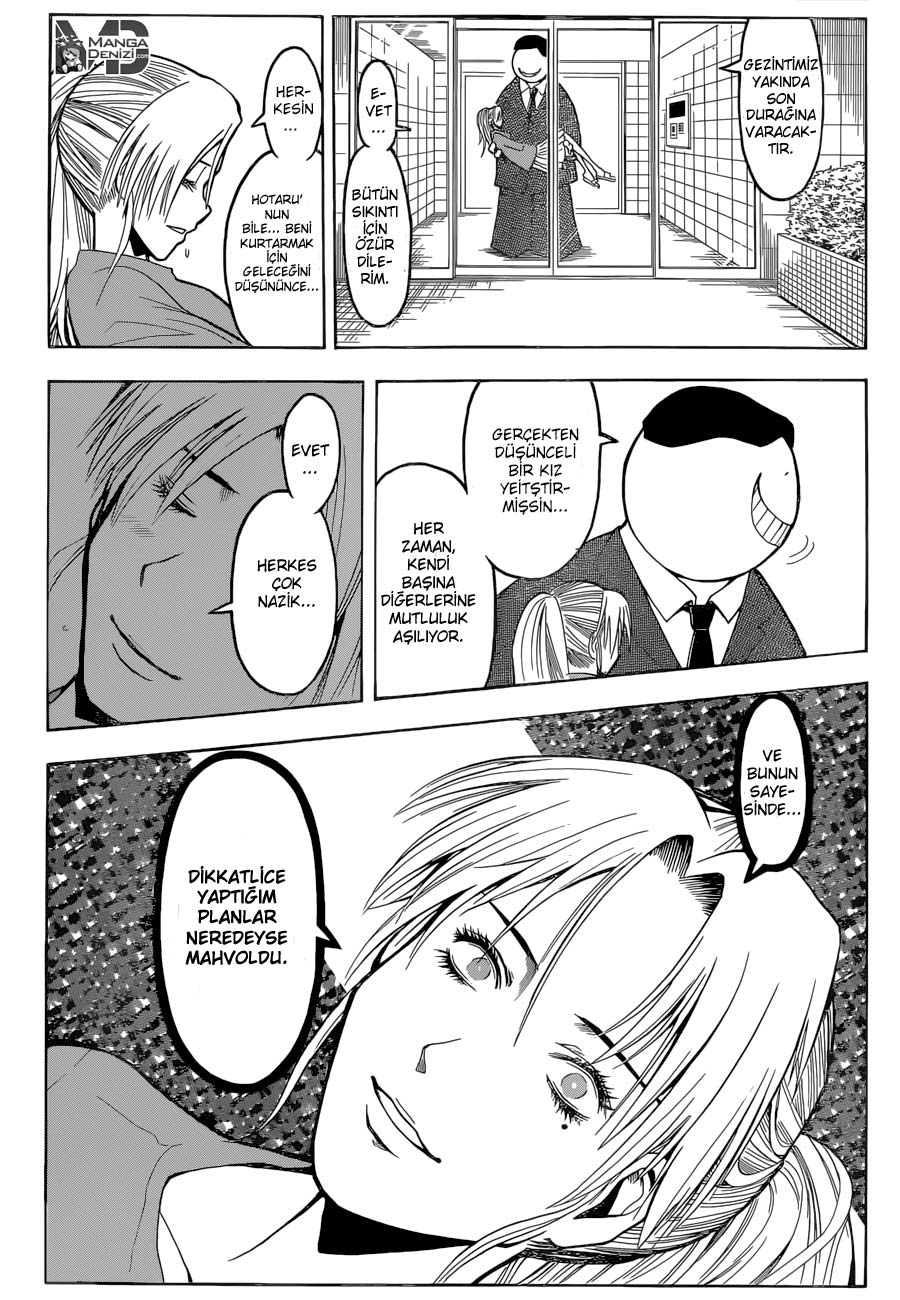 GEZİNTİMİZ
YAKINDA
SON
DURAĞINA
VARACAK-
TIR.
E-
VET
...
BÜTÜN
SIKINTI
İÇİN
ÖZÜR
DİLE-
RİM.
HER-
KESİN
...
HOTARU'
NUN
BİLE... BENİ
KURTARMAK
İÇİN
GELECEĞİNİ
DÜŞÜNÜNCE...
MD
MANGA
DENİZİ.com
GERÇEKTEN
DÜŞÜNCELİ
BİR KIZ
YEİTŞTİR-
MİŞSİN...
HER
ZAMAN,
KENDİ
BAŞINA
DİĞERLERİNE
MUTLULUK
AŞILIYOR.
EVET
...
HERKES
ÇOK
NAZİK...
VE
BUNUN
SAYE-
SİNDE...
DİKKATLİCE
YAPTIĞIM
PLANLAR
NEREDEYSE
MAHVOLDU.